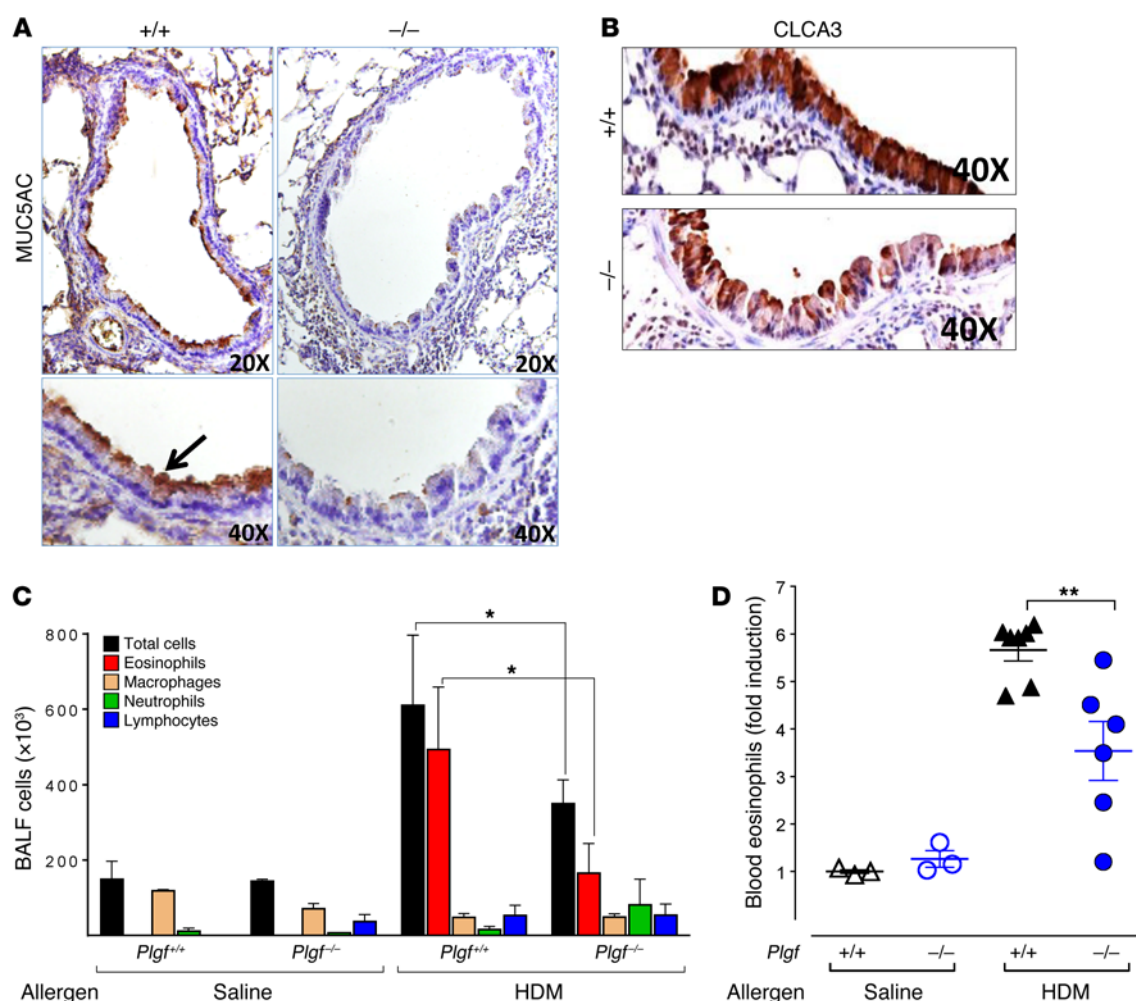 A
+/+
–/–
MUC5AC
20X
20X
40X
40X
B
CLCA3
+/+
40X
–/–
40X
C
BALF cells (×10³)
800
600
400
200
Total cells
Eosinophils
Macrophages
Neutrophils
Lymphocytes
*
*
Plgf+/+
Plgf–/–
Plgf+/+
Plgf–/–
Allergen
Saline
HDM
D
Blood eosinophils (fold induction)
7
6
5
4
3
2
1
**
Plgf
+/+
–/–
+/+
–/–
Allergen
Saline
HDM